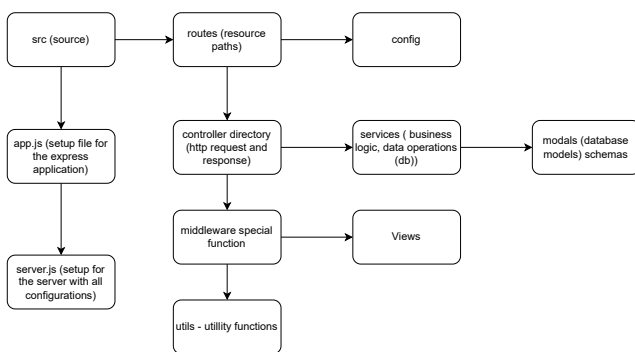 src (source)
routes (resource
paths)
config
app.js (setup file for
the express
application)
controller directory
(http request and
response)
services ( business
logic, data operations
(db))
modals (database
models) schemas
server.js (setup for
the server with all
configurations)
middleware special
function
Views
utils - utillity functions